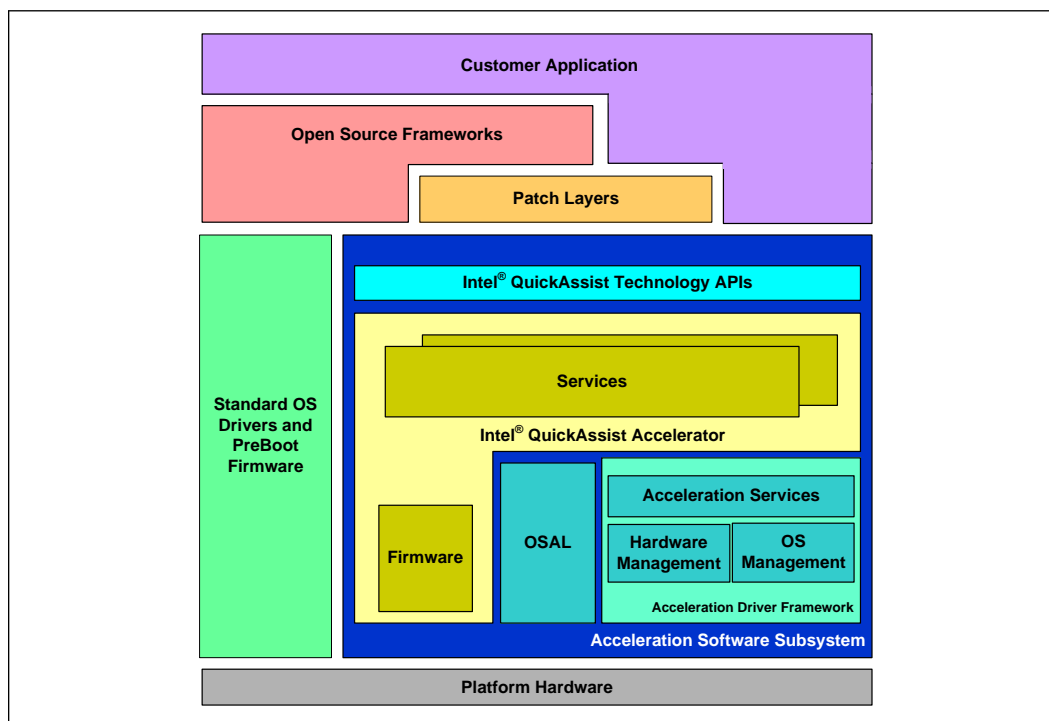 Customer Application
Open Source Frameworks
Patch Layers
Intel® QuickAssist Technology APIs
Services
Intel® QuickAssist Accelerator
Standard OS
Drivers and
PreBoot
Firmware
Firmware
OSAL
Acceleration Services
Hardware
Management
OS
Management
Acceleration Driver Framework
Acceleration Software Subsystem
Platform Hardware